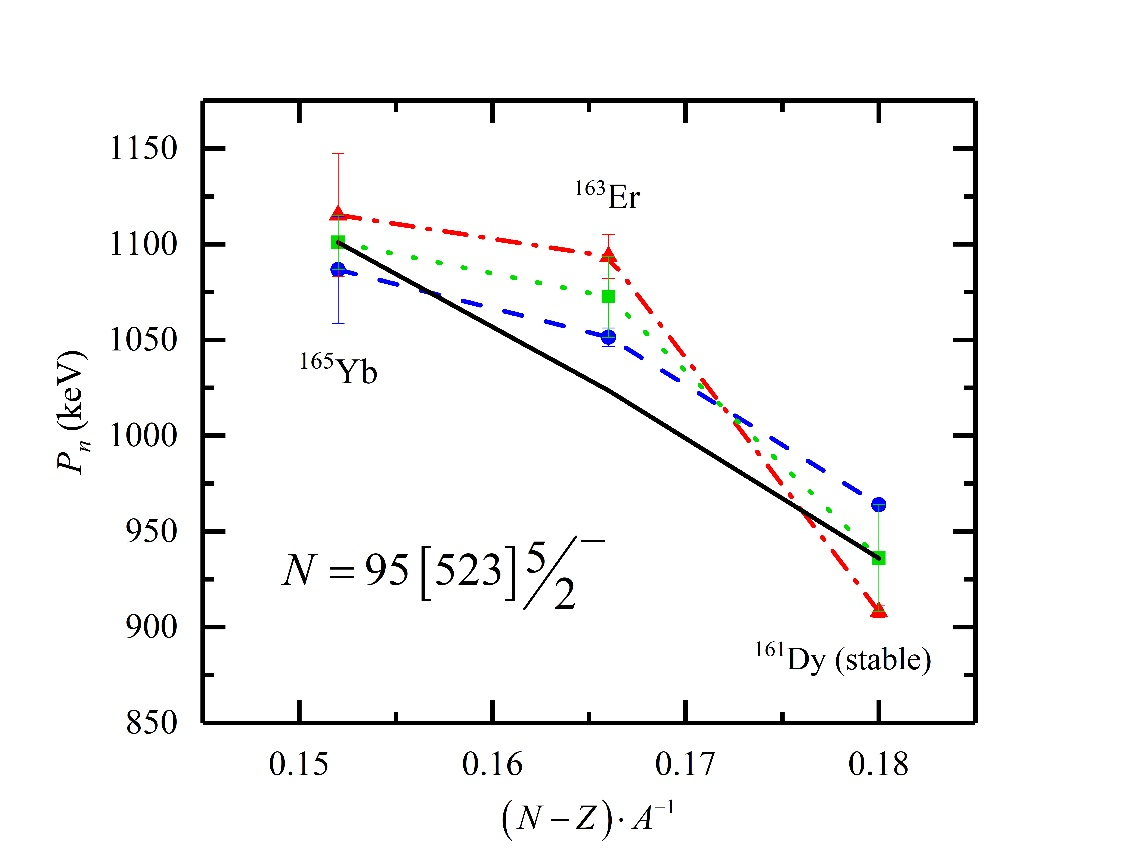 1150
1100
1050
1000
950
900
850
P_n (keV)
¹⁶³Er
¹⁶⁵Yb
N = 95 [523] 5/2⁻
¹⁶¹Dy (stable)
0.15 0.16 0.17 0.18
(N − Z) · A⁻¹